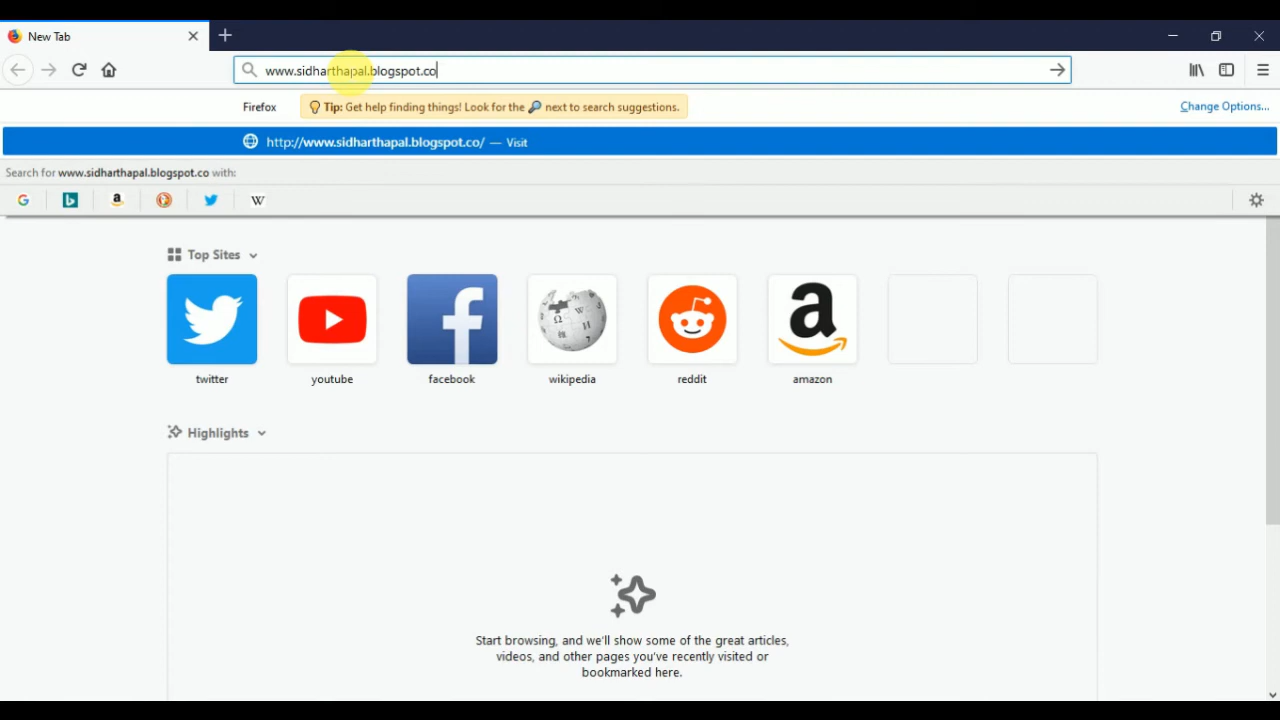 New Tab
www.sidharthapal.blogspot.co
Firefox
Tip: Get help finding things! Look for the 🔎 next to search suggestions.
Change Options...
http://www.sidharthapal.blogspot.co/ — Visit
Search for www.sidharthapal.blogspot.co with:
Top Sites
twitter
youtube
facebook
wikipedia
reddit
amazon
Highlights
Start browsing, and we'll show some of the great articles,
videos, and other pages you've recently visited or
bookmarked here.